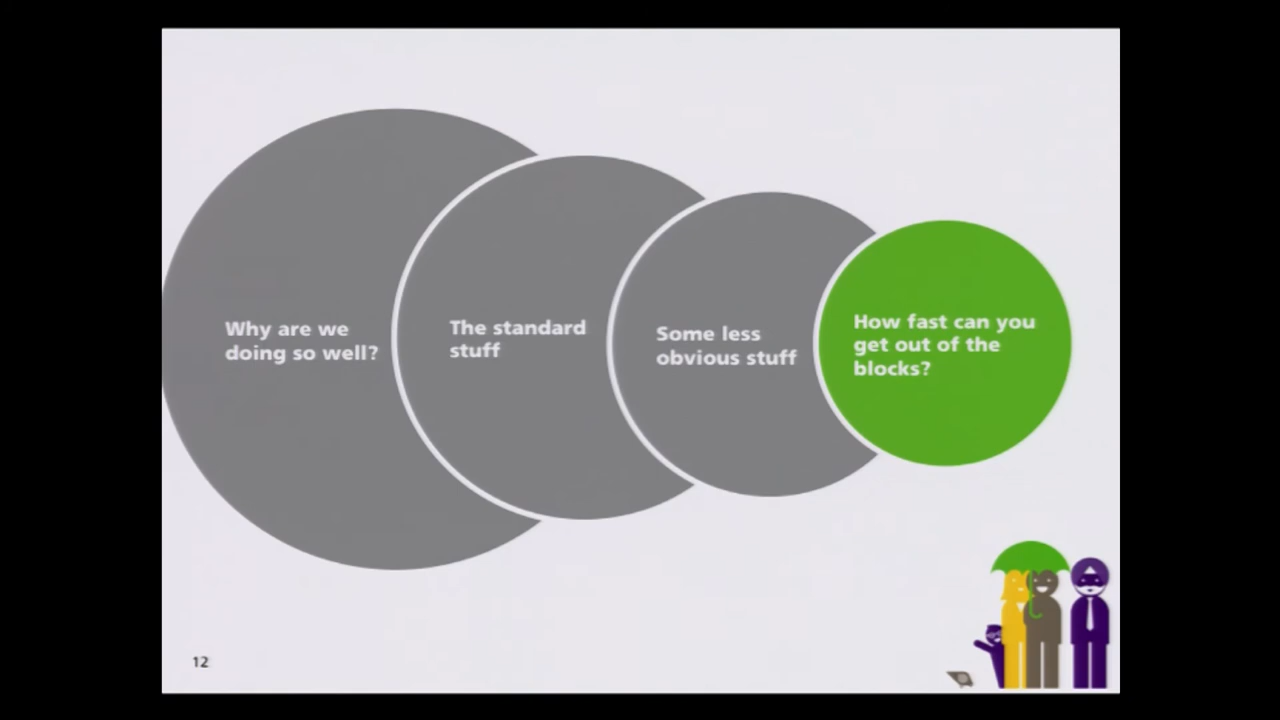 Why are we
doing so well?
The standard
stuff
Some less
obvious stuff
How fast can you
get out of the
blocks?
12